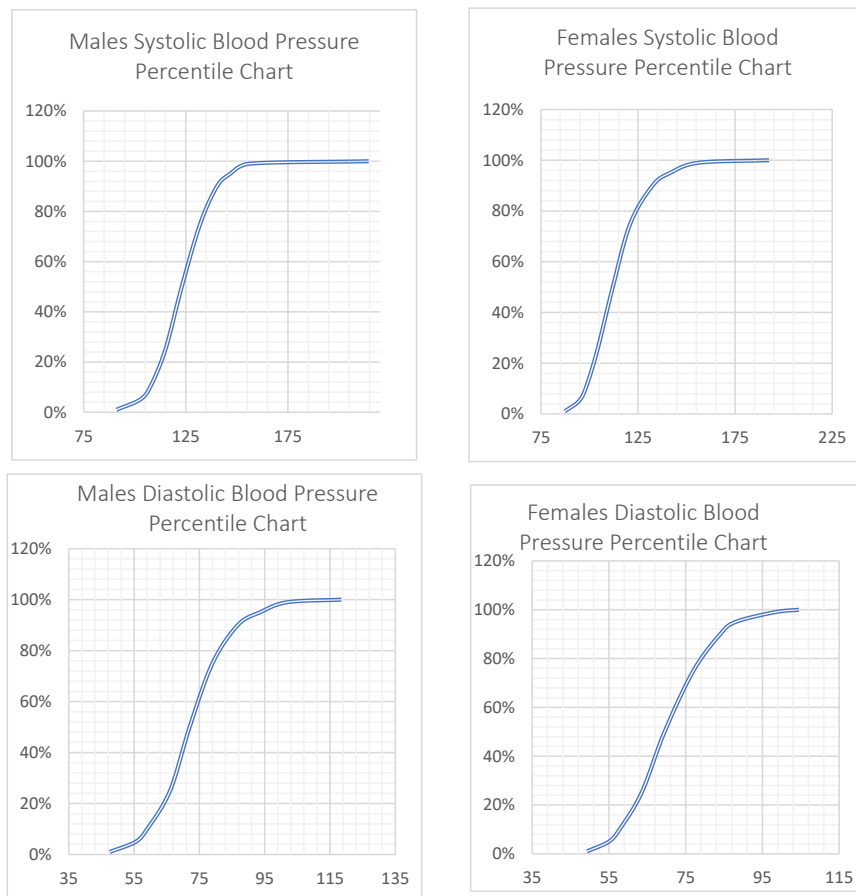 Males Systolic Blood Pressure
Percentile Chart
120%
100%
80%
60%
40%
20%
0%
75 125 175
Females Systolic Blood
Pressure Percentile Chart
120%
100%
80%
60%
40%
20%
0%
75 125 175 225
Males Diastolic Blood Pressure
Percentile Chart
120%
100%
80%
60%
40%
20%
0%
35 55 75 95 115 135
Females Diastolic Blood
Pressure Percentile Chart
120%
100%
80%
60%
40%
20%
0%
35 55 75 95 115